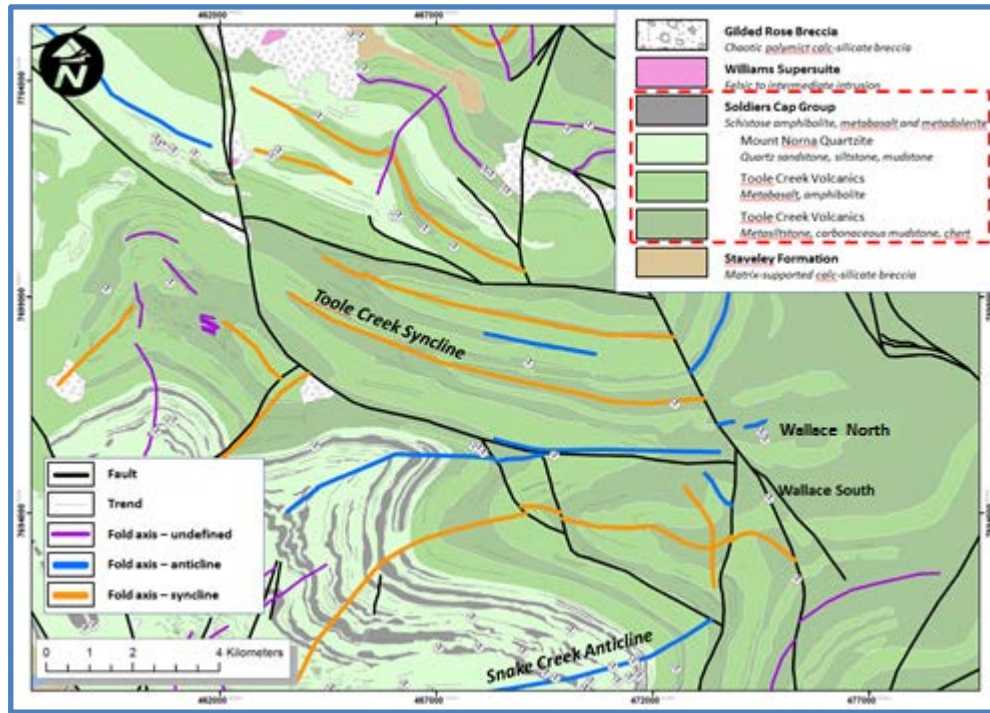 462000
467000
7704000
7699000
7694000
N
Gilded Rose Breccia
Chaotic polymict calc-silicate breccia
Williams Supersuite
Felsic to intermediate intrusion
Soldiers Cap Group
Schistose amphibolite, metabasalt and metadolerite
Mount Norna Quartzite
Quartz sandstone, siltstone, mudstone
Toole Creek Volcanics
Metabasalt, amphibolite
Toole Creek Volcanics
Metasiltstone, carbonaceous mudstone, chert
Staveley Formation
Matrix-supported calc-silicate breccia
Toole Creek Syncline
Wallace North
Wallace South
Snake Creek Anticline
Fault
Trend
Fold axis – undefined
Fold axis – anticline
Fold axis – syncline
0 1 2 4 Kilometers
7694000
462000
467000
472000
477000